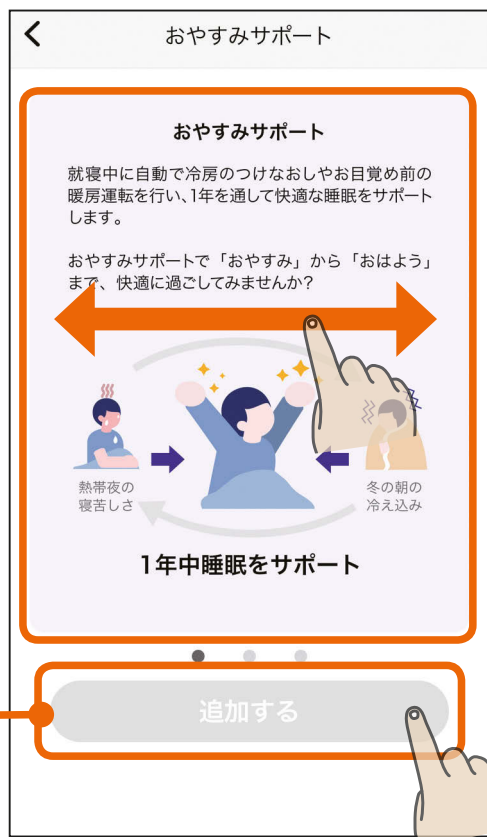 おやすみサポート
おやすみサポート
就寝中に自動で冷房のつけなおしやお目覚め前の
暖房運転を行い、1年を通して快適な睡眠をサポート
します。
おやすみサポートで「おやすみ」から「おはよう」
まで、快適に過ごしてみませんか?
熱帯夜の
寝苦しさ
冬の朝の
冷え込み
1年中睡眠をサポート
追加する